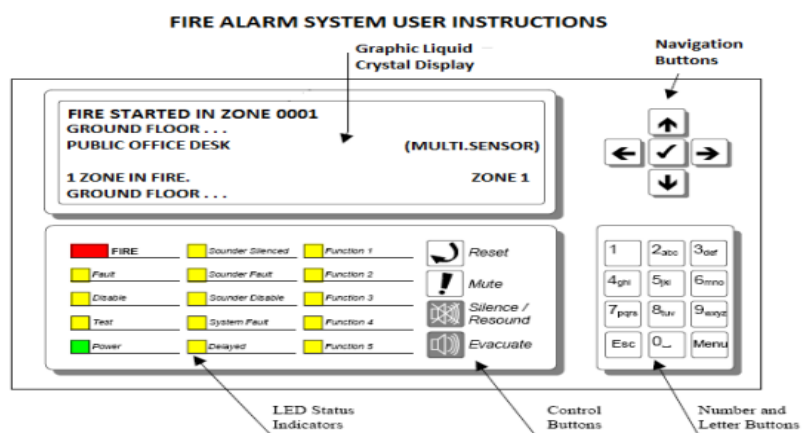 FIRE ALARM SYSTEM USER INSTRUCTIONS
Graphic Liquid
Crystal Display
Navigation
Buttons
FIRE STARTED IN ZONE 0001
GROUND FLOOR . . .
PUBLIC OFFICE DESK (MULTI.SENSOR)
1 ZONE IN FIRE. ZONE 1
GROUND FLOOR . . .
FIRE Sounder Silenced Function 1
Fault Sounder Fault Function 2
Disable Sounder Disable Function 3
Test System Fault Function 4
Power Delayed Function 5
Reset
Mute
Silence /
Resound
Evacuate
1 2abc 3def
4ghi 5jkl 6mno
7pqrs 8tuv 9wxyz
Esc 0_ Menu
LED Status
Indicators
Control
Buttons
Number and
Letter Buttons